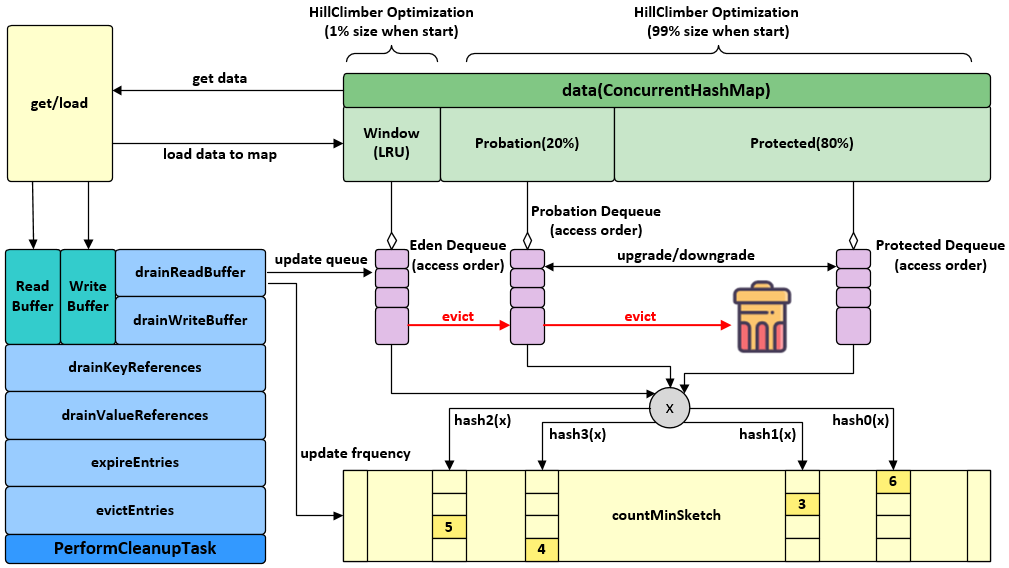 HillClimber Optimization
(1% size when start)
HillClimber Optimization
(99% size when start)
get/load
get data
load data to map
data(ConcurrentHashMap)
Window
(LRU)
Probation(20%)
Protected(80%)
Probation Dequeue
(access order)
Eden Dequeue
(access order)
Protected Dequeue
(access order)
Read
Buffer
Write
Buffer
drainReadBuffer
drainWriteBuffer
update queue
upgrade/downgrade
evict
evict
drainKeyReferences
drainValueReferences
expireEntries
evictEntries
PerformCleanupTask
x
hash2(x)
hash3(x)
hash1(x)
hash0(x)
update frquency
countMinSketch
5
4
3
6